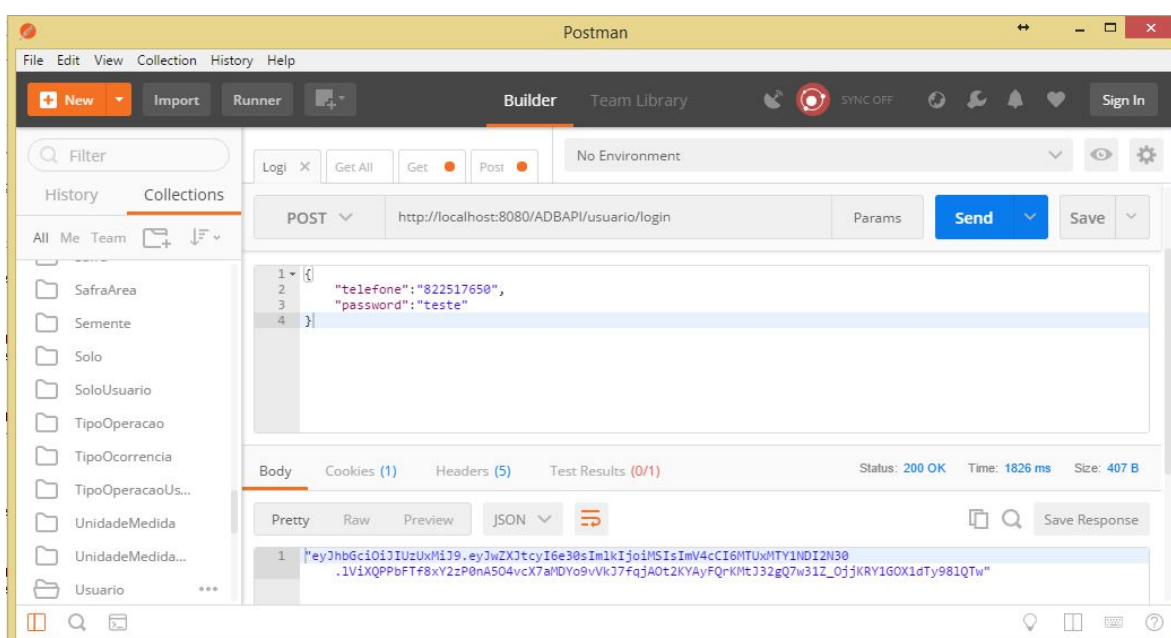 Postman
File Edit View Collection History Help
New Import Runner Builder Team Library SYNC OFF Sign In
Filter
History Collections
All Me Team
SafraArea
Semente
Solo
SoloUsuario
TipoOperacao
TipoOcorrencia
TipoOperacaoUs...
UnidadeMedida
UnidadeMedida...
Usuario
Logi Get All Get Post No Environment
POST http://localhost:8080/ADBAPI/usuario/login Params Send Save
1 {
2 "telefone":"822517650",
3 "password":"teste"
4 }
Body Cookies (1) Headers (5) Test Results (0/1) Status: 200 OK Time: 1826 ms Size: 407 B
Pretty Raw Preview JSON Save Response
1 "eyJhbGciOiJIUzUxMiJ9.eyJwZXJtcyI6e30sImlkIjoiMSIsImV4cCI6MTUxMTY1NDI2N30
.lViXQPPbFTf8xY2zP0nA5O4vcX7aMDYo9vVkJ7fqjAOt2KYAyFQrKMtJ32gQ7w31Z_OjjKRY1GOX1dTy98lQTw"